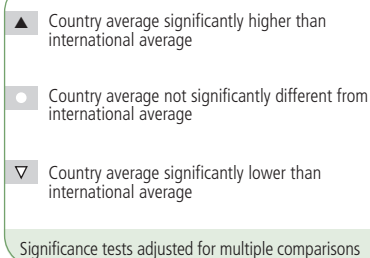 ▲ Country average significantly higher than
international average
● Country average not significantly different from
international average
▽ Country average significantly lower than
international average
Significance tests adjusted for multiple comparisons